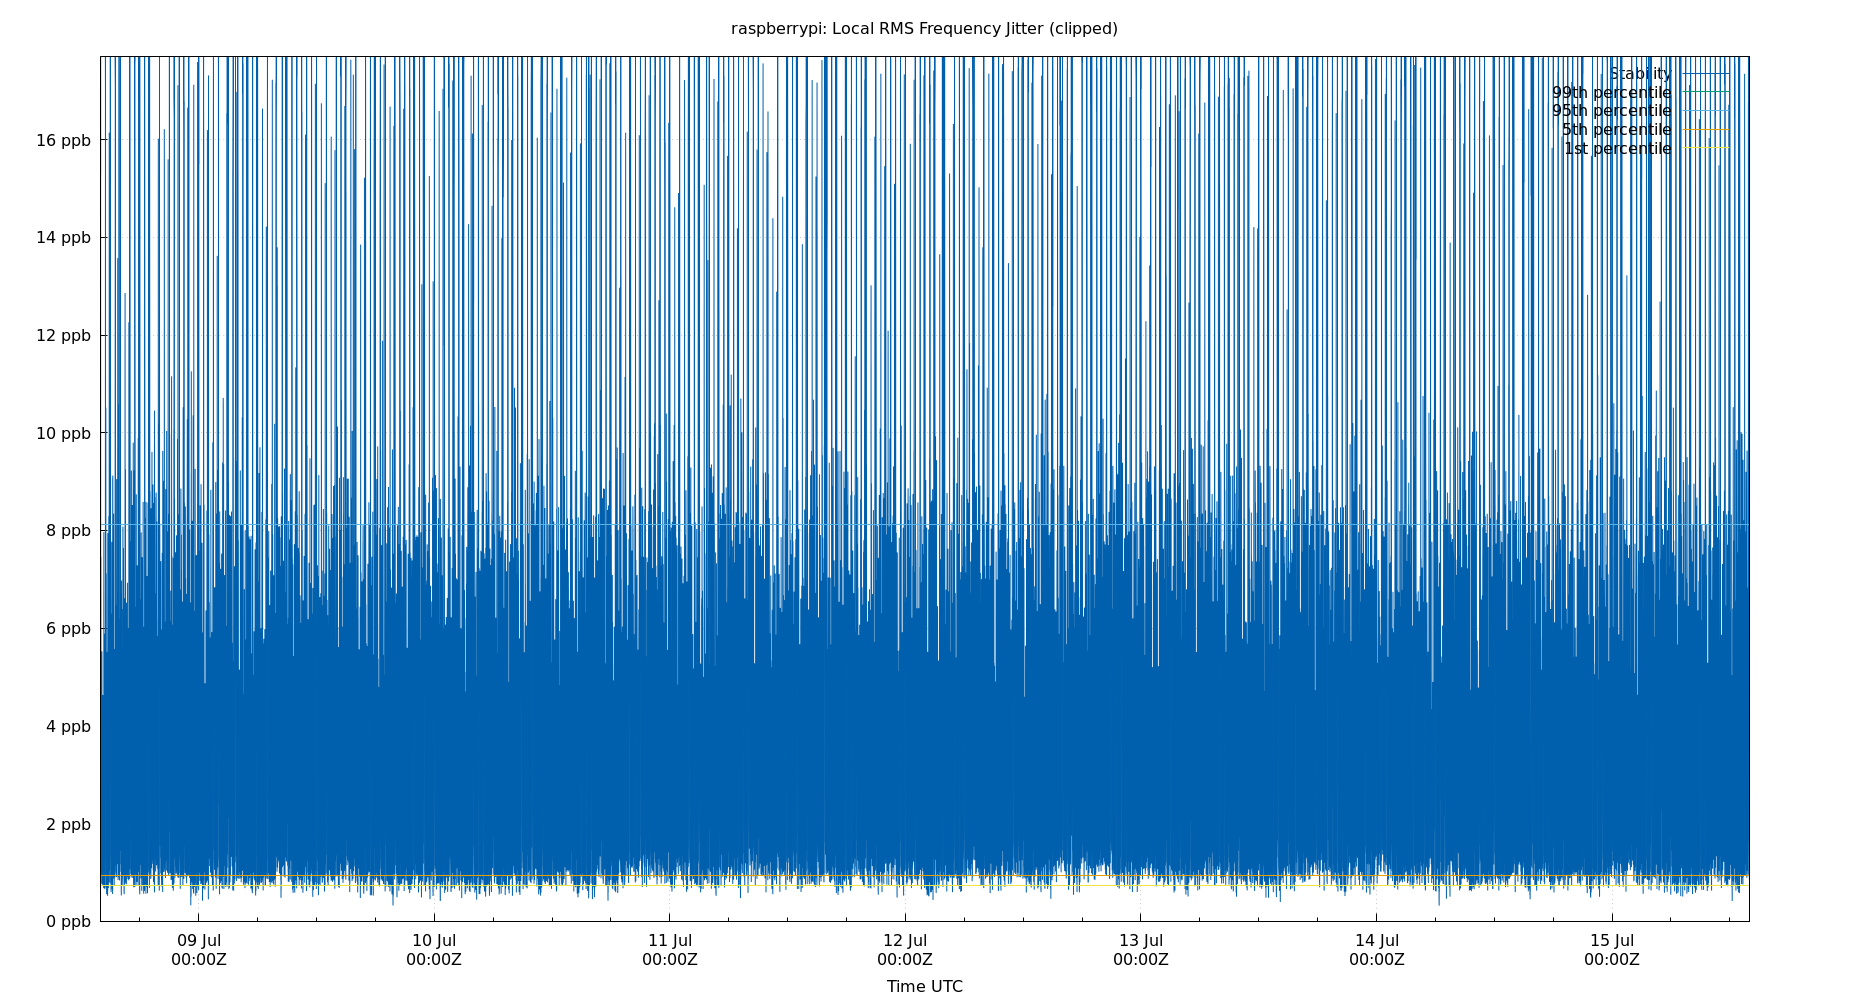 raspberrypi: Local RMS Frequency Jitter (clipped)
Stability
99th percentile
95th percentile
5th percentile
1st percentile
16 ppb
14 ppb
12 ppb
10 ppb
8 ppb
6 ppb
4 ppb
2 ppb
0 ppb
09 Jul 10 Jul 11 Jul 12 Jul 13 Jul 14 Jul 15 Jul
00:00Z 00:00Z 00:00Z 00:00Z 00:00Z 00:00Z 00:00Z
Time UTC